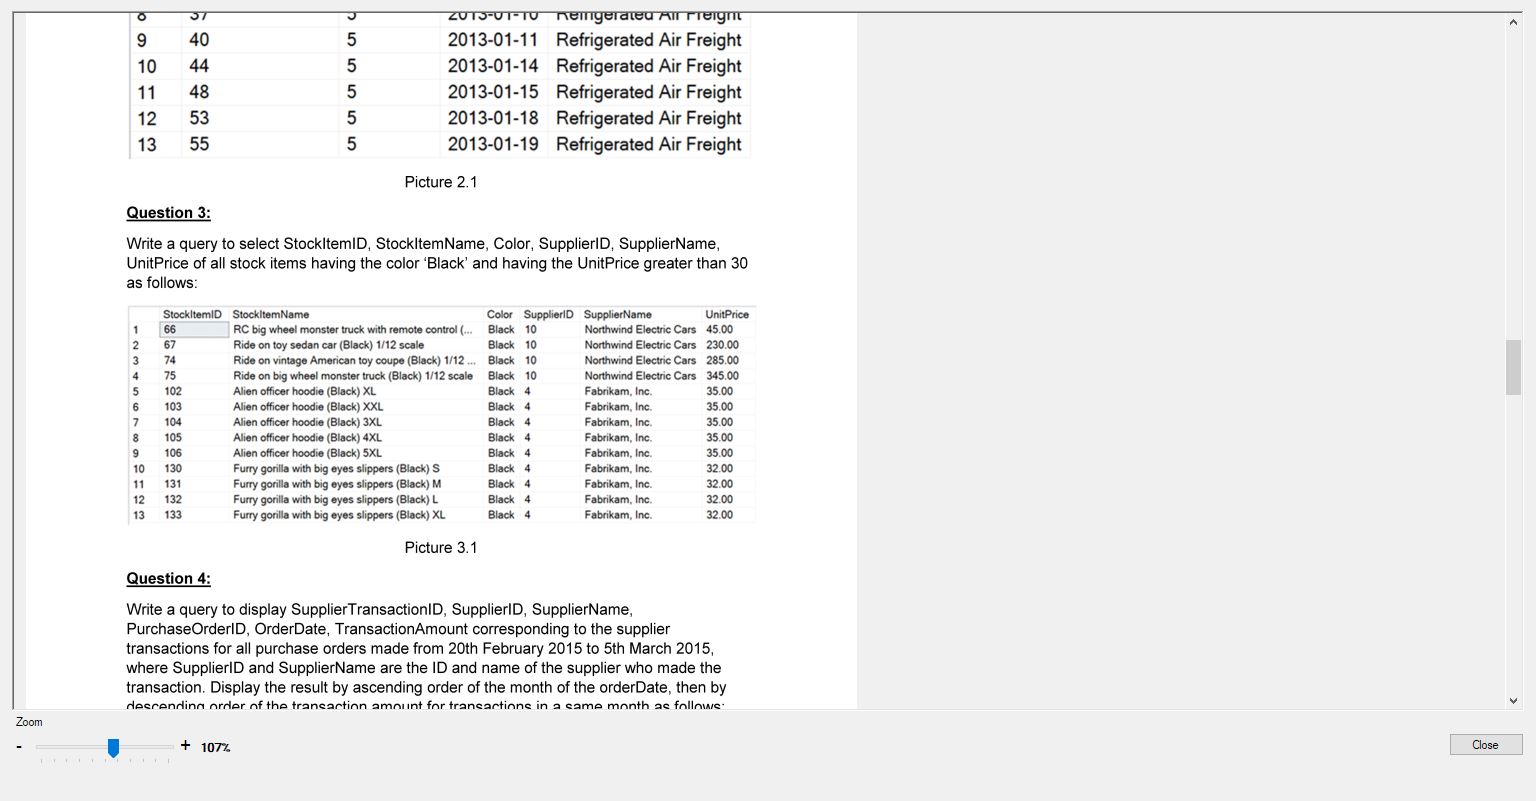 8 37 5 2013-01-10 Refrigerated Air Freight
9 40 5 2013-01-11 Refrigerated Air Freight
10 44 5 2013-01-14 Refrigerated Air Freight
11 48 5 2013-01-15 Refrigerated Air Freight
12 53 5 2013-01-18 Refrigerated Air Freight
13 55 5 2013-01-19 Refrigerated Air Freight
Picture 2.1
Question 3:
Write a query to select StockItemID, StockItemName, Color, SupplierID, SupplierName,
UnitPrice of all stock items having the color ‘Black’ and having the UnitPrice greater than 30
as follows:
StockItemID StockItemName Color SupplierID SupplierName UnitPrice
1 66 RC big wheel monster truck with remote control (... Black 10 Northwind Electric Cars 45.00
2 67 Ride on toy sedan car (Black) 1/12 scale Black 10 Northwind Electric Cars 230.00
3 74 Ride on vintage American toy coupe (Black) 1/12 ... Black 10 Northwind Electric Cars 285.00
4 75 Ride on big wheel monster truck (Black) 1/12 scale Black 10 Northwind Electric Cars 345.00
5 102 Alien officer hoodie (Black) XL Black 4 Fabrikam, Inc. 35.00
6 103 Alien officer hoodie (Black) XXL Black 4 Fabrikam, Inc. 35.00
7 104 Alien officer hoodie (Black) 3XL Black 4 Fabrikam, Inc. 35.00
8 105 Alien officer hoodie (Black) 4XL Black 4 Fabrikam, Inc. 35.00
9 106 Alien officer hoodie (Black) 5XL Black 4 Fabrikam, Inc. 35.00
10 130 Furry gorilla with big eyes slippers (Black) S Black 4 Fabrikam, Inc. 32.00
11 131 Furry gorilla with big eyes slippers (Black) M Black 4 Fabrikam, Inc. 32.00
12 132 Furry gorilla with big eyes slippers (Black) L Black 4 Fabrikam, Inc. 32.00
13 133 Furry gorilla with big eyes slippers (Black) XL Black 4 Fabrikam, Inc. 32.00
Picture 3.1
Question 4:
Write a query to display SupplierTransactionID, SupplierID, SupplierName,
PurchaseOrderID, OrderDate, TransactionAmount corresponding to the supplier
transactions for all purchase orders made from 20th February 2015 to 5th March 2015,
where SupplierID and SupplierName are the ID and name of the supplier who made the
transaction. Display the result by ascending order of the month of the orderDate, then by
descending order of the transaction amount for transactions in a same month as follows:
Zoom
- + 107%
Close